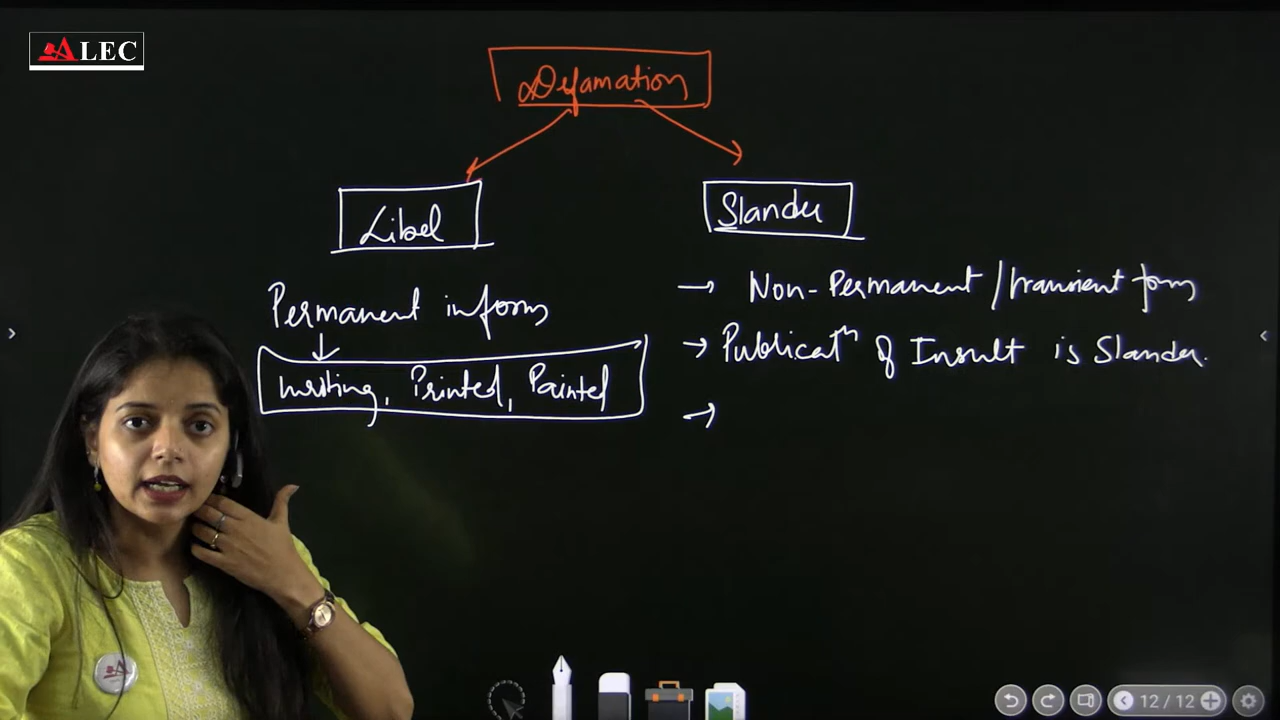 ALEC
Defamation
Libel
Slander
Permanent in form
Writing, Printed, Painted
→ Non-Permanent / transient form
→ Publicatⁿ of Insult is Slander.
→
12 / 12